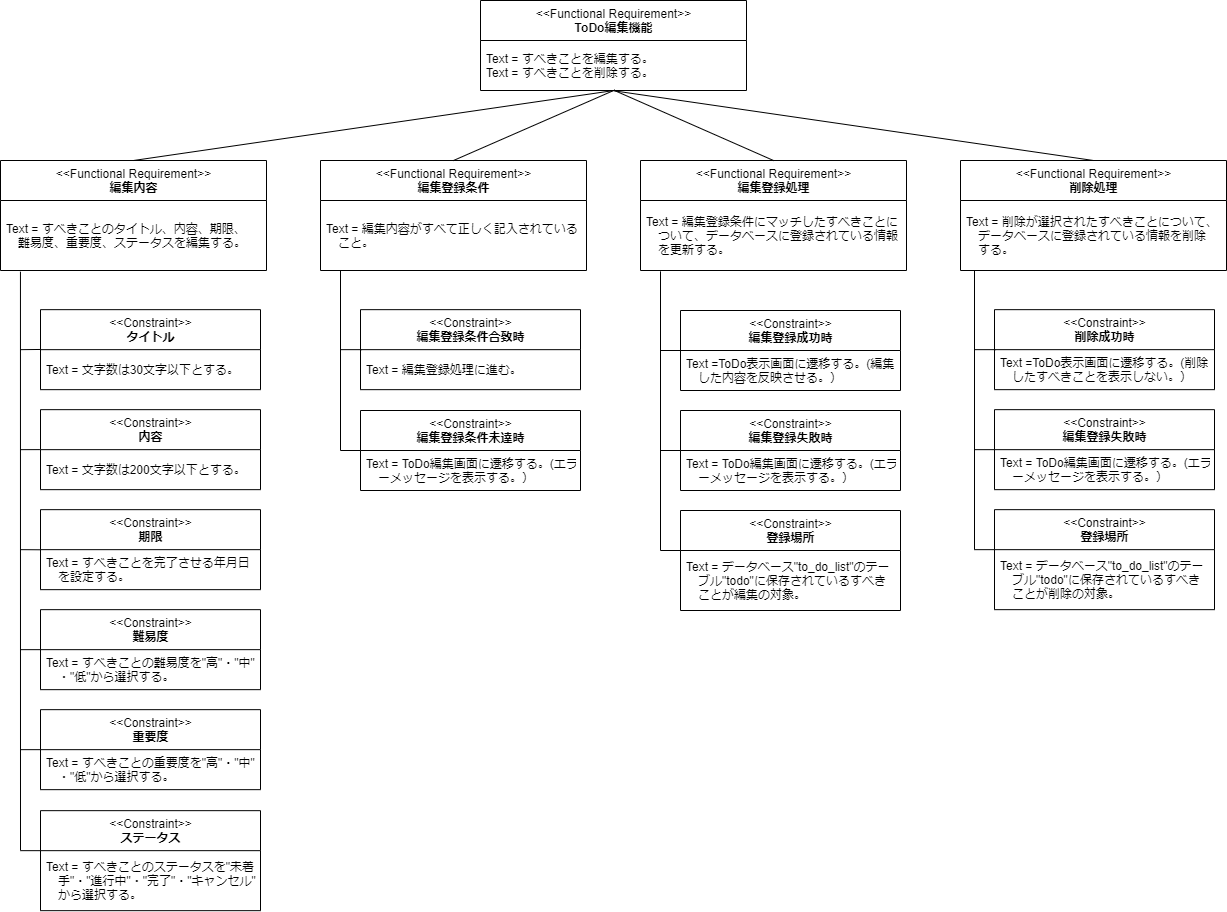 <<Functional Requirement>>
ToDo編集機能
Text = すべきことを編集する。
Text = すべきことを削除する。
<<Functional Requirement>>
編集内容
Text = すべきことのタイトル、内容、期限、
難易度、重要度、ステータスを編集する。
<<Constraint>>
タイトル
Text = 文字数は30文字以下とする。
<<Constraint>>
内容
Text = 文字数は200文字以下とする。
<<Constraint>>
期限
Text = すべきことを完了させる年月日
を設定する。
<<Constraint>>
難易度
Text = すべきことの難易度を"高"・"中"
・"低"から選択する。
<<Constraint>>
重要度
Text = すべきことの重要度を"高"・"中"
・"低"から選択する。
<<Constraint>>
ステータス
Text = すべきことのステータスを"未着
手"・"進行中"・"完了"・"キャンセル"
から選択する。
<<Functional Requirement>>
編集登録条件
Text = 編集内容がすべて正しく記入されている
こと。
<<Constraint>>
編集登録条件合致時
Text = 編集登録処理に進む。
<<Constraint>>
編集登録条件未達時
Text = ToDo編集画面に遷移する。(エラ
ーメッセージを表示する。)
<<Functional Requirement>>
編集登録処理
Text = 編集登録条件にマッチしたすべきことに
ついて、データベースに登録されている情報
を更新する。
<<Constraint>>
編集登録成功時
Text =ToDo表示画面に遷移する。(編集
した内容を反映させる。)
<<Constraint>>
編集登録失敗時
Text = ToDo編集画面に遷移する。(エラ
ーメッセージを表示する。)
<<Constraint>>
登録場所
Text = データベース"to_do_list"のテー
ブル"todo"に保存されているすべき
ことが編集の対象。
<<Functional Requirement>>
削除処理
Text = 削除が選択されたすべきことについて、
データベースに登録されている情報を削除
する。
<<Constraint>>
削除成功時
Text =ToDo表示画面に遷移する。(削除
したすべきことを表示しない。)
<<Constraint>>
編集登録失敗時
Text = ToDo編集画面に遷移する。(エラ
ーメッセージを表示する。)
<<Constraint>>
登録場所
Text = データベース"to_do_list"のテー
ブル"todo"に保存されているすべき
ことが削除の対象。